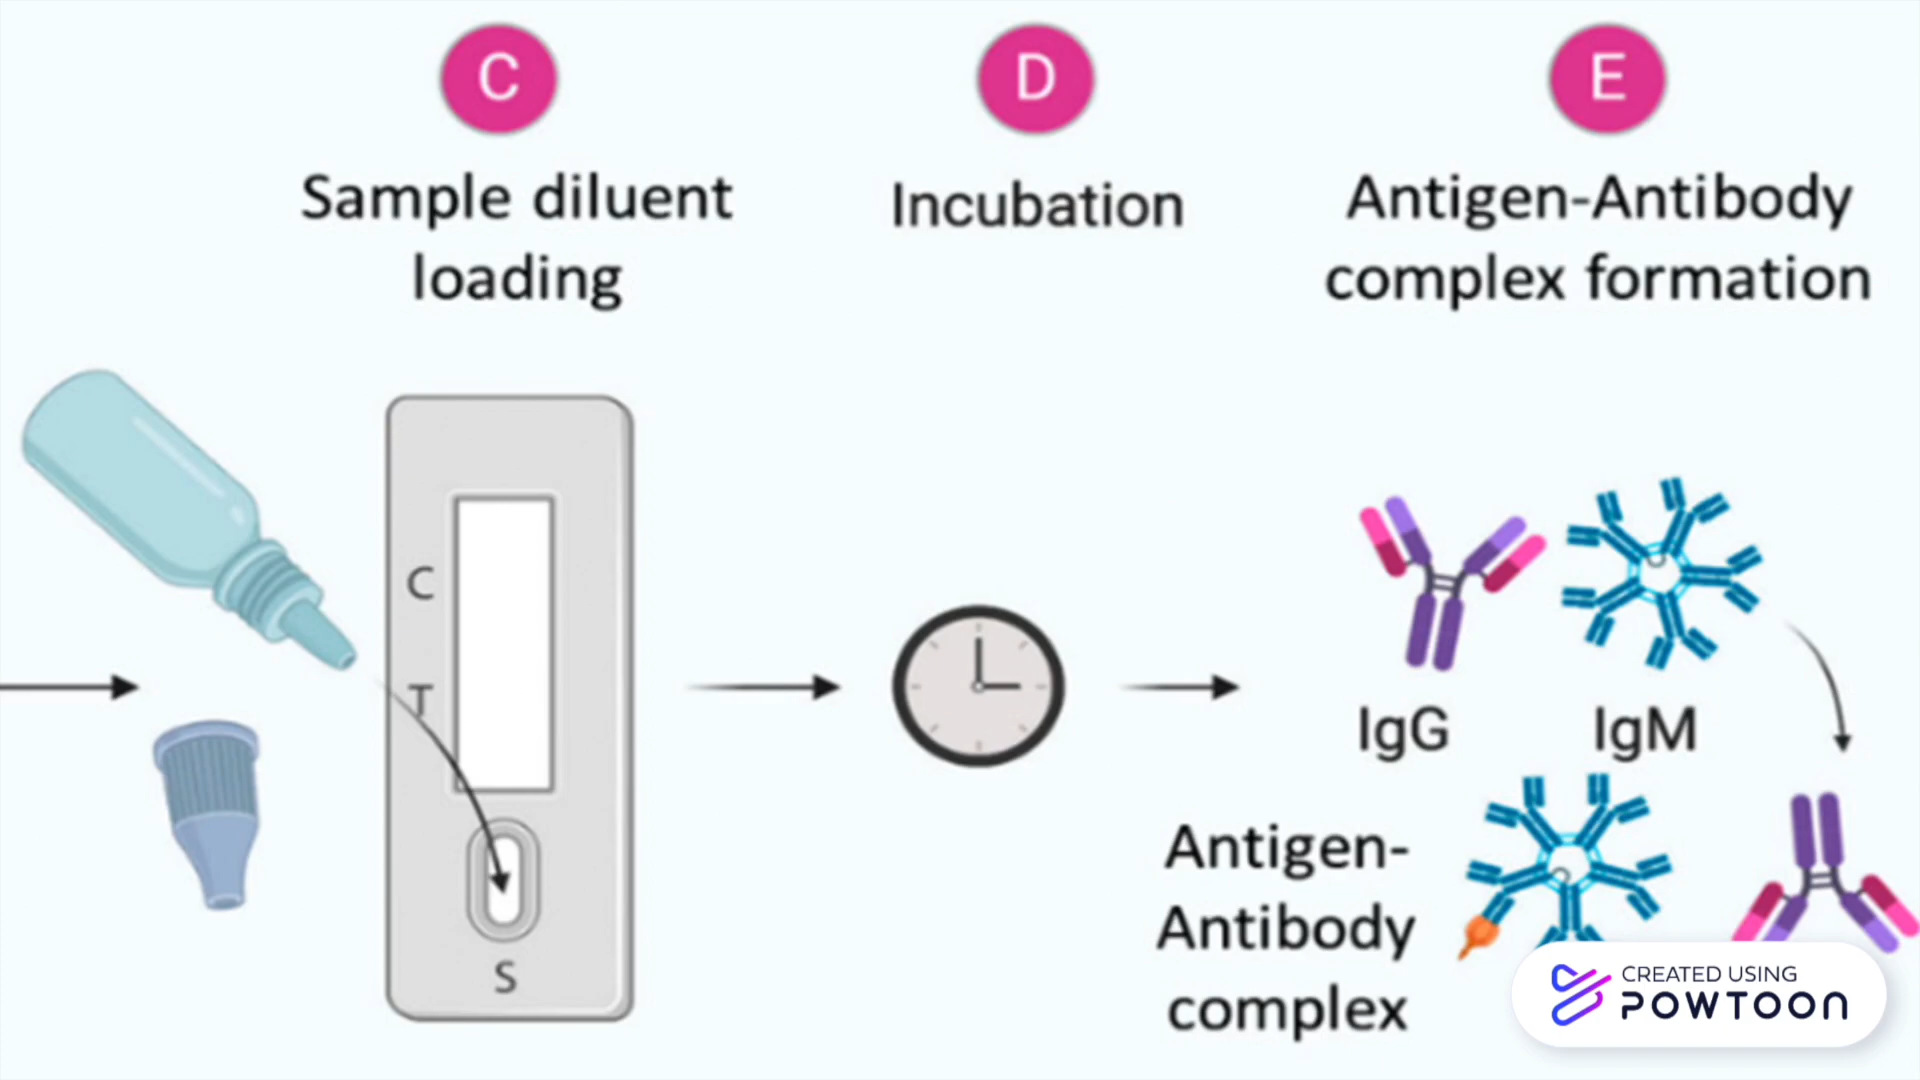 C
Sample diluent
loading
D
Incubation
E
Antigen-Antibody
complex formation
C
T
S
IgG
IgM
Antigen-
Antibody
complex
CREATED USING
POWTOON